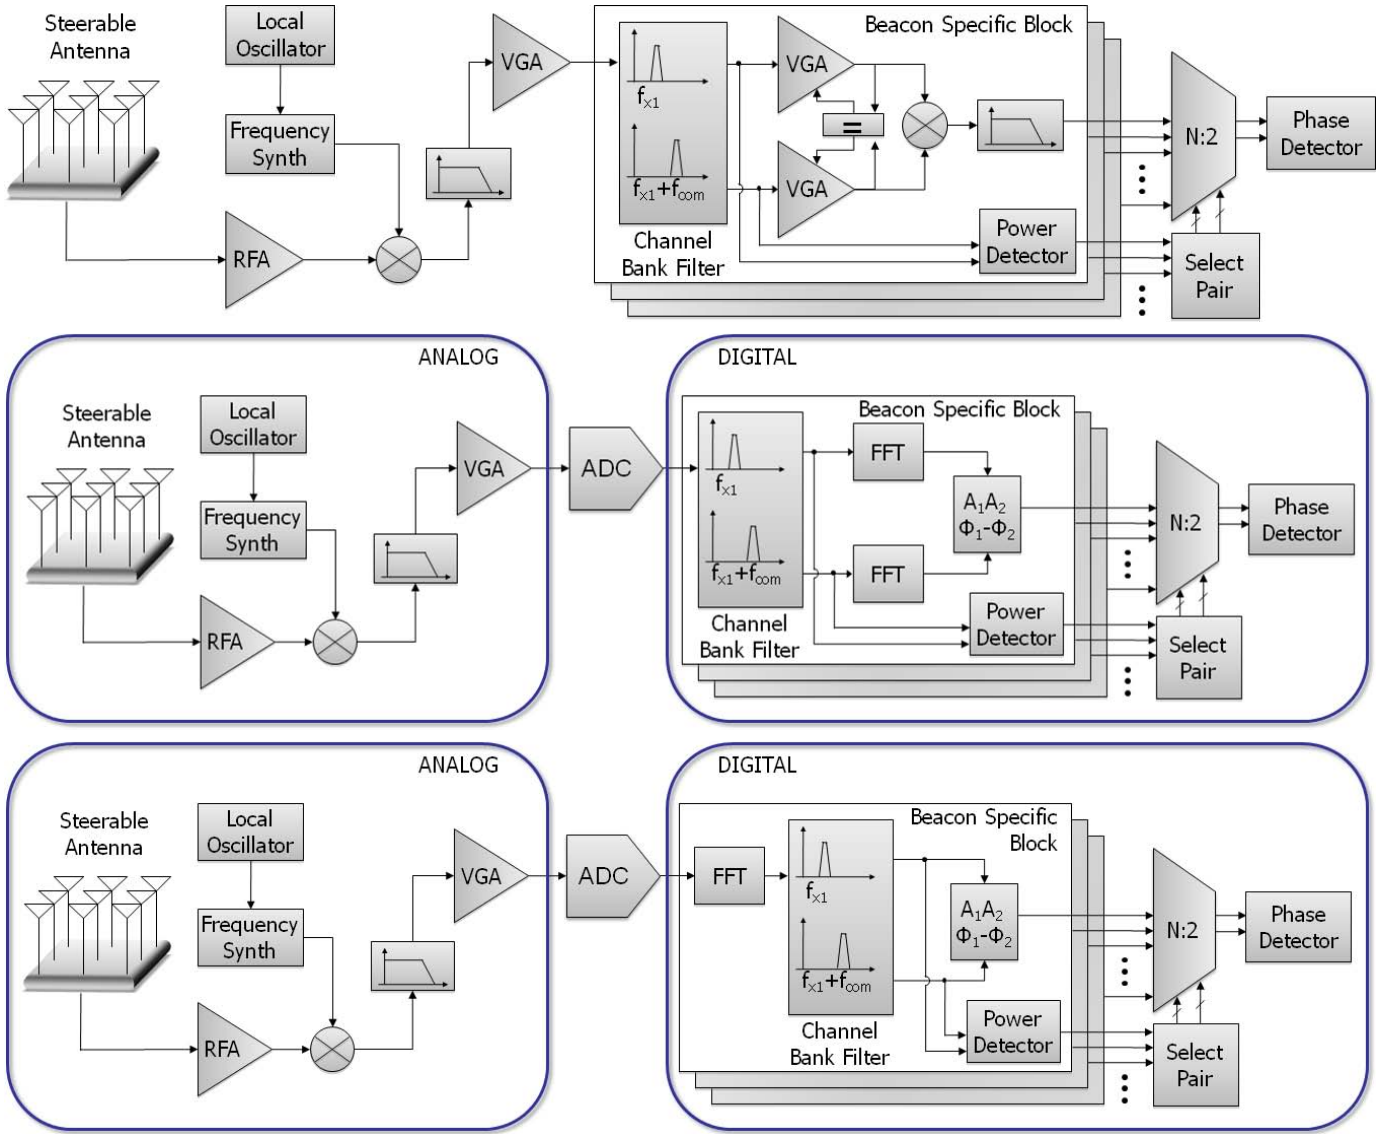 Steerable
Antenna
Local
Oscillator
Frequency
Synth
RFA
VGA
Beacon Specific Block
fx1
fx1+fcom
Channel
Bank Filter
VGA
=
VGA
Power
Detector
N:2
Select
Pair
Phase
Detector
ANALOG
Steerable
Antenna
Local
Oscillator
Frequency
Synth
RFA
VGA
ADC
DIGITAL
Beacon Specific Block
fx1
fx1+fcom
Channel
Bank Filter
FFT
FFT
A1A2
Φ1-Φ2
Power
Detector
N:2
Select
Pair
Phase
Detector
ANALOG
Steerable
Antenna
Local
Oscillator
Frequency
Synth
RFA
VGA
ADC
DIGITAL
Beacon Specific
Block
FFT
fx1
fx1+fcom
Channel
Bank Filter
A1A2
Φ1-Φ2
Power
Detector
N:2
Select
Pair
Phase
Detector